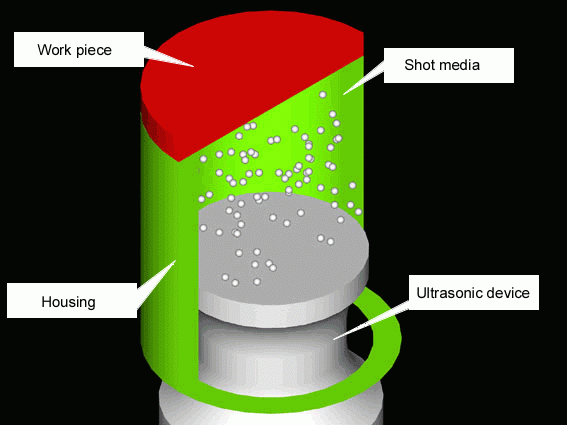 Work piece
Shot media
Housing
Ultrasonic device